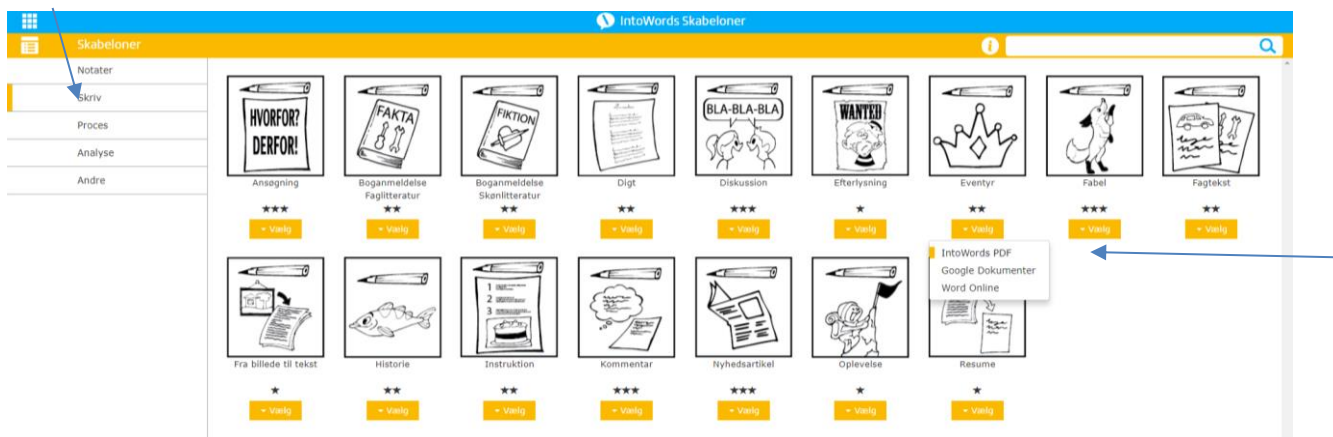 IntoWords Skabeloner
Skabeloner
Notater
Skriv
Proces
Analyse
Andre
HVORFOR?
DERFOR!
FAKTA
FIKTION
BLA-BLA-BLA
WANTED
Ansøgning
Boganmeldelse
Faglitteratur
Boganmeldelse
Skønlitteratur
Digt
Diskussion
Efterlysning
Eventyr
Fabel
Fagtekst
★★★ ★★ ★★ ★★ ★★★ ★ ★★ ★★★ ★★
Vælg Vælg Vælg Vælg Vælg Vælg Vælg Vælg Vælg
IntoWords PDF
Google Dokumenter
Word Online
1
2
3
Fra billede til tekst
Historie
Instruktion
Kommentar
Nyhedsartikel
Oplevelse
Resume
★ ★★ ★★ ★★★ ★★★ ★ ★
Vælg Vælg Vælg Vælg Vælg Vælg Vælg